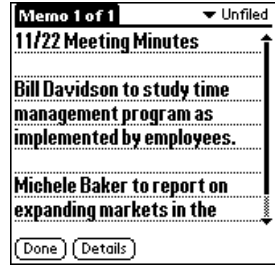 Memo 1 of 1
Unfiled
11/22 Meeting Minutes
Bill Davidson to study time
management program as
implemented by employees.
Michele Baker to report on
expanding markets in the
Done
Details